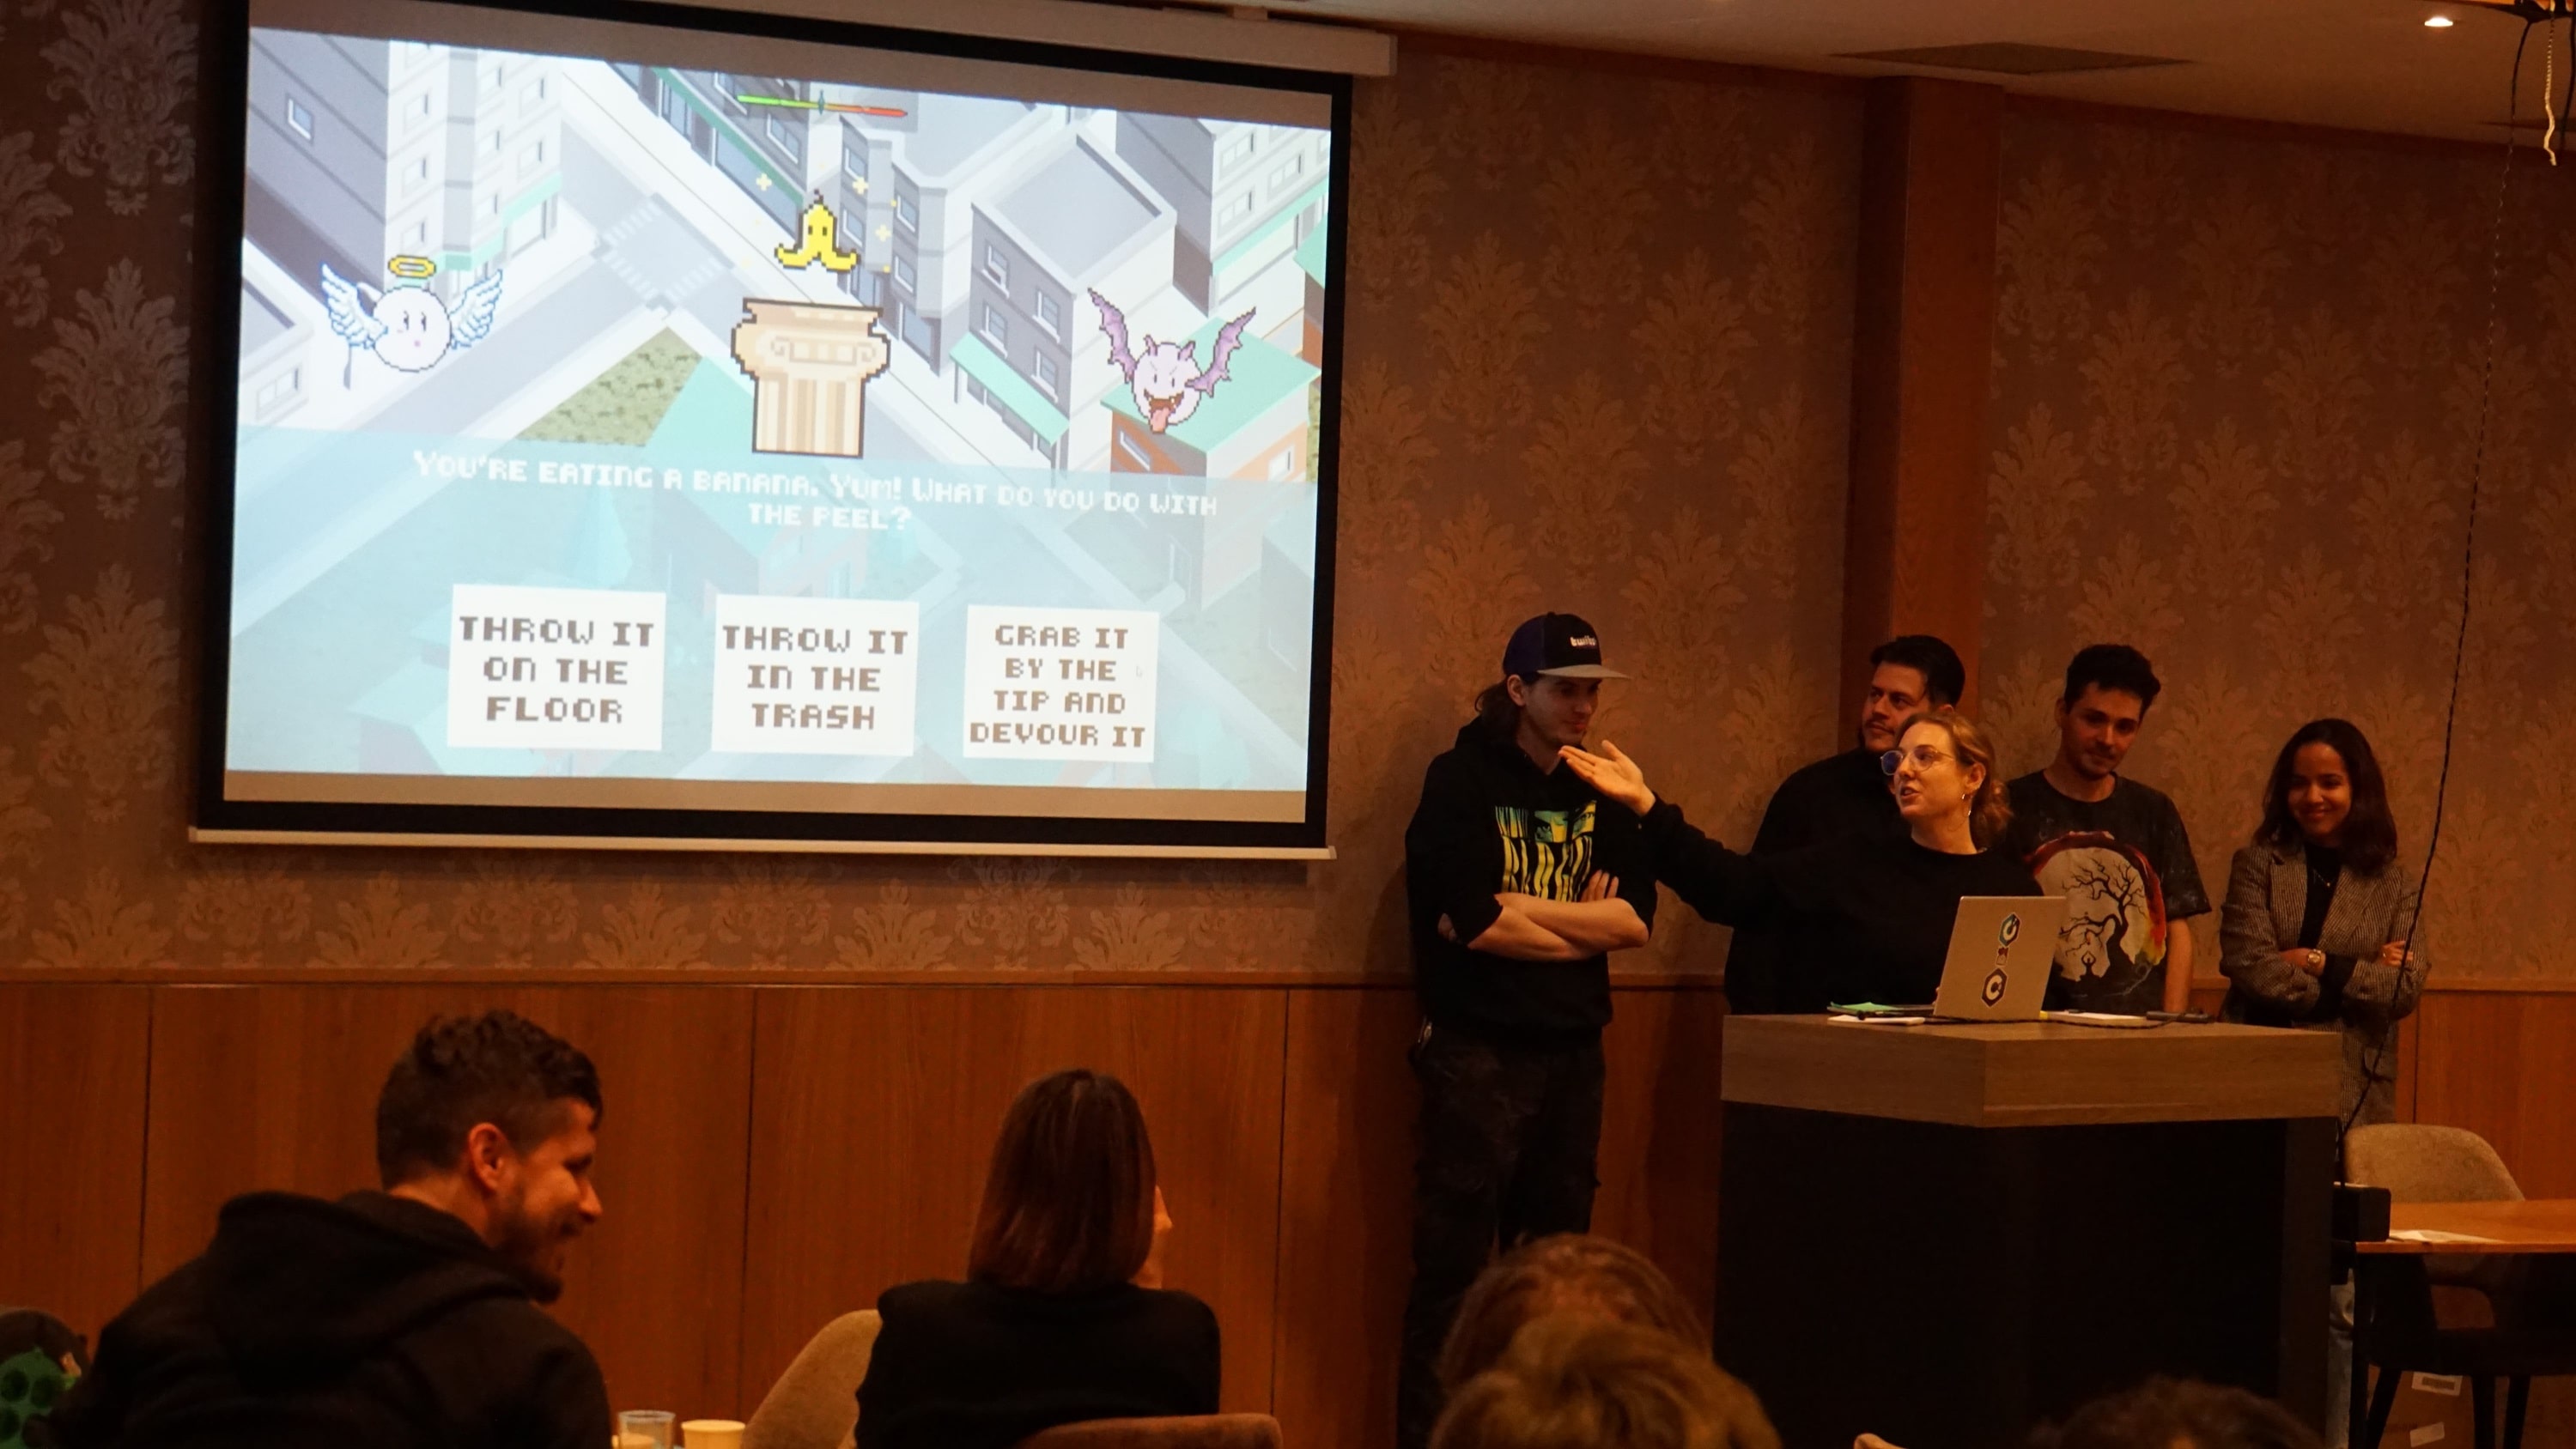 YOU'RE EATING A BANANA. YUM! WHAT DO YOU DO WITH
THE PEEL?
THROW IT
ON THE
FLOOR
THROW IT
IN THE
TRASH
GRAB IT
BY THE
TIP AND
DEVOUR IT